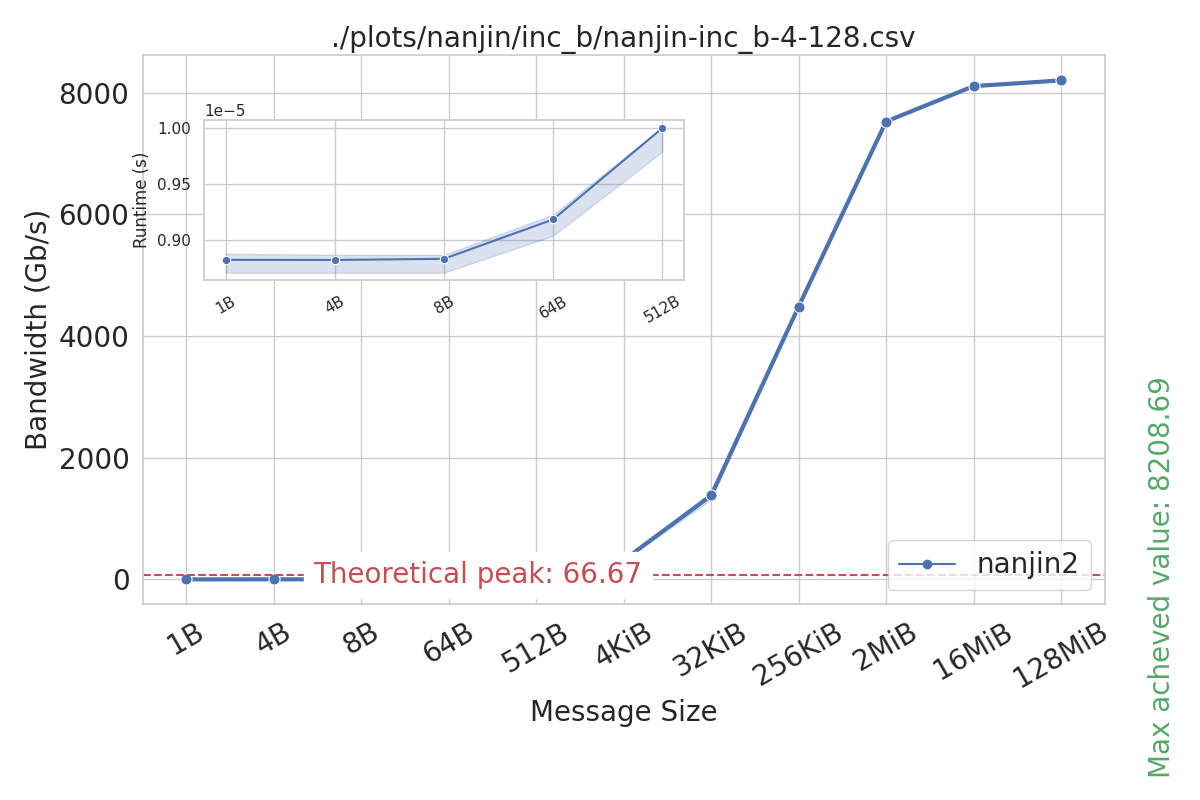 ./plots/nanjin/inc_b/nanjin-inc_b-4-128.csv
Bandwidth (Gb/s)
8000
6000
4000
2000
0
1e−5
Runtime (s)
1.00
0.95
0.90
1B
4B
8B
64B
512B
Theoretical peak: 66.67
nanjin2
1B
4B
8B
64B
512B
4KiB
32KiB
256KiB
2MiB
16MiB
128MiB
Message Size
Max acheved value: 8208.69